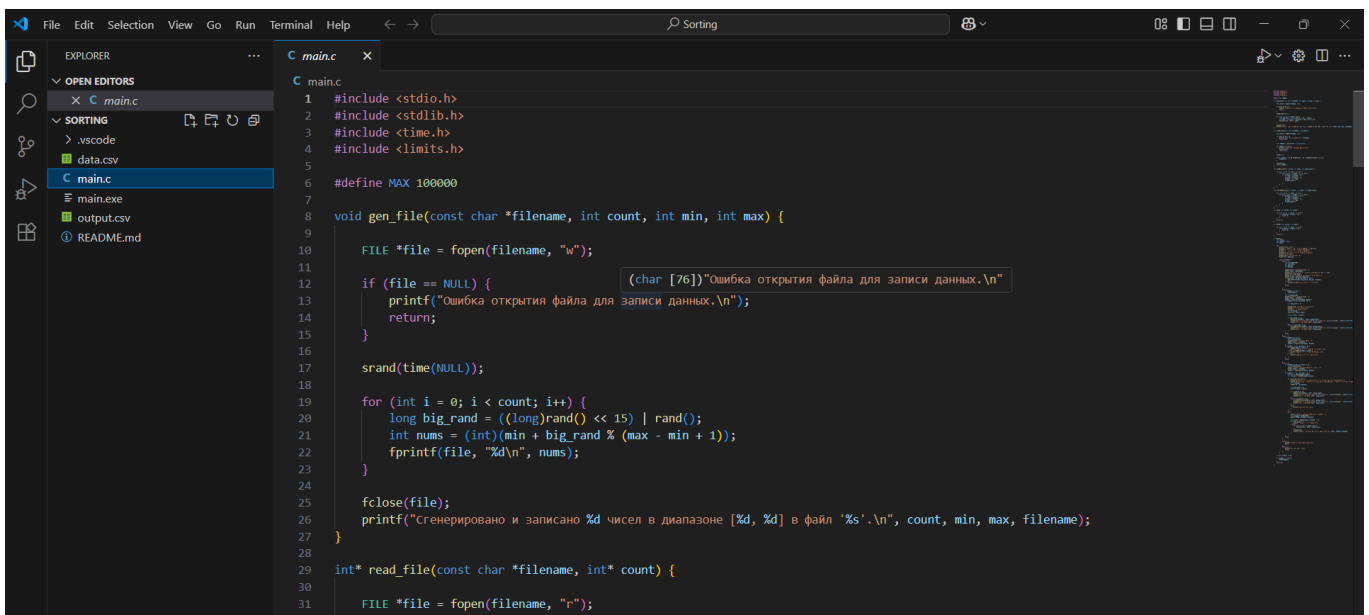 File Edit Selection View Go Run Terminal Help
Sorting
EXPLORER
OPEN EDITORS
main.c
SORTING
.vscode
data.csv
main.c
main.exe
output.csv
README.md
C main.c
C main.c
1 #include <stdio.h>
2 #include <stdlib.h>
3 #include <time.h>
4 #include <limits.h>
5
6 #define MAX 100000
7
8 void gen_file(const char *filename, int count, int min, int max) {
9
10 FILE *file = fopen(filename, "w");
11
(char [76])"Ошибка открытия файла для записи данных.\n"
12 if (file == NULL) {
13 printf("Ошибка открытия файла для записи данных.\n");
14 return;
15 }
16
17 srand(time(NULL));
18
19 for (int i = 0; i < count; i++) {
20 long big_rand = ((long)rand() << 15) | rand();
21 int nums = (int)(min + big_rand % (max - min + 1));
22 fprintf(file, "%d\n", nums);
23 }
24
25 fclose(file);
26 printf("Сгенерировано и записано %d чисел в диапазоне [%d, %d] в файл '%s'.\n", count, min, max, filename);
27 }
28
29 int* read_file(const char *filename, int* count) {
30
31 FILE *file = fopen(filename, "r");